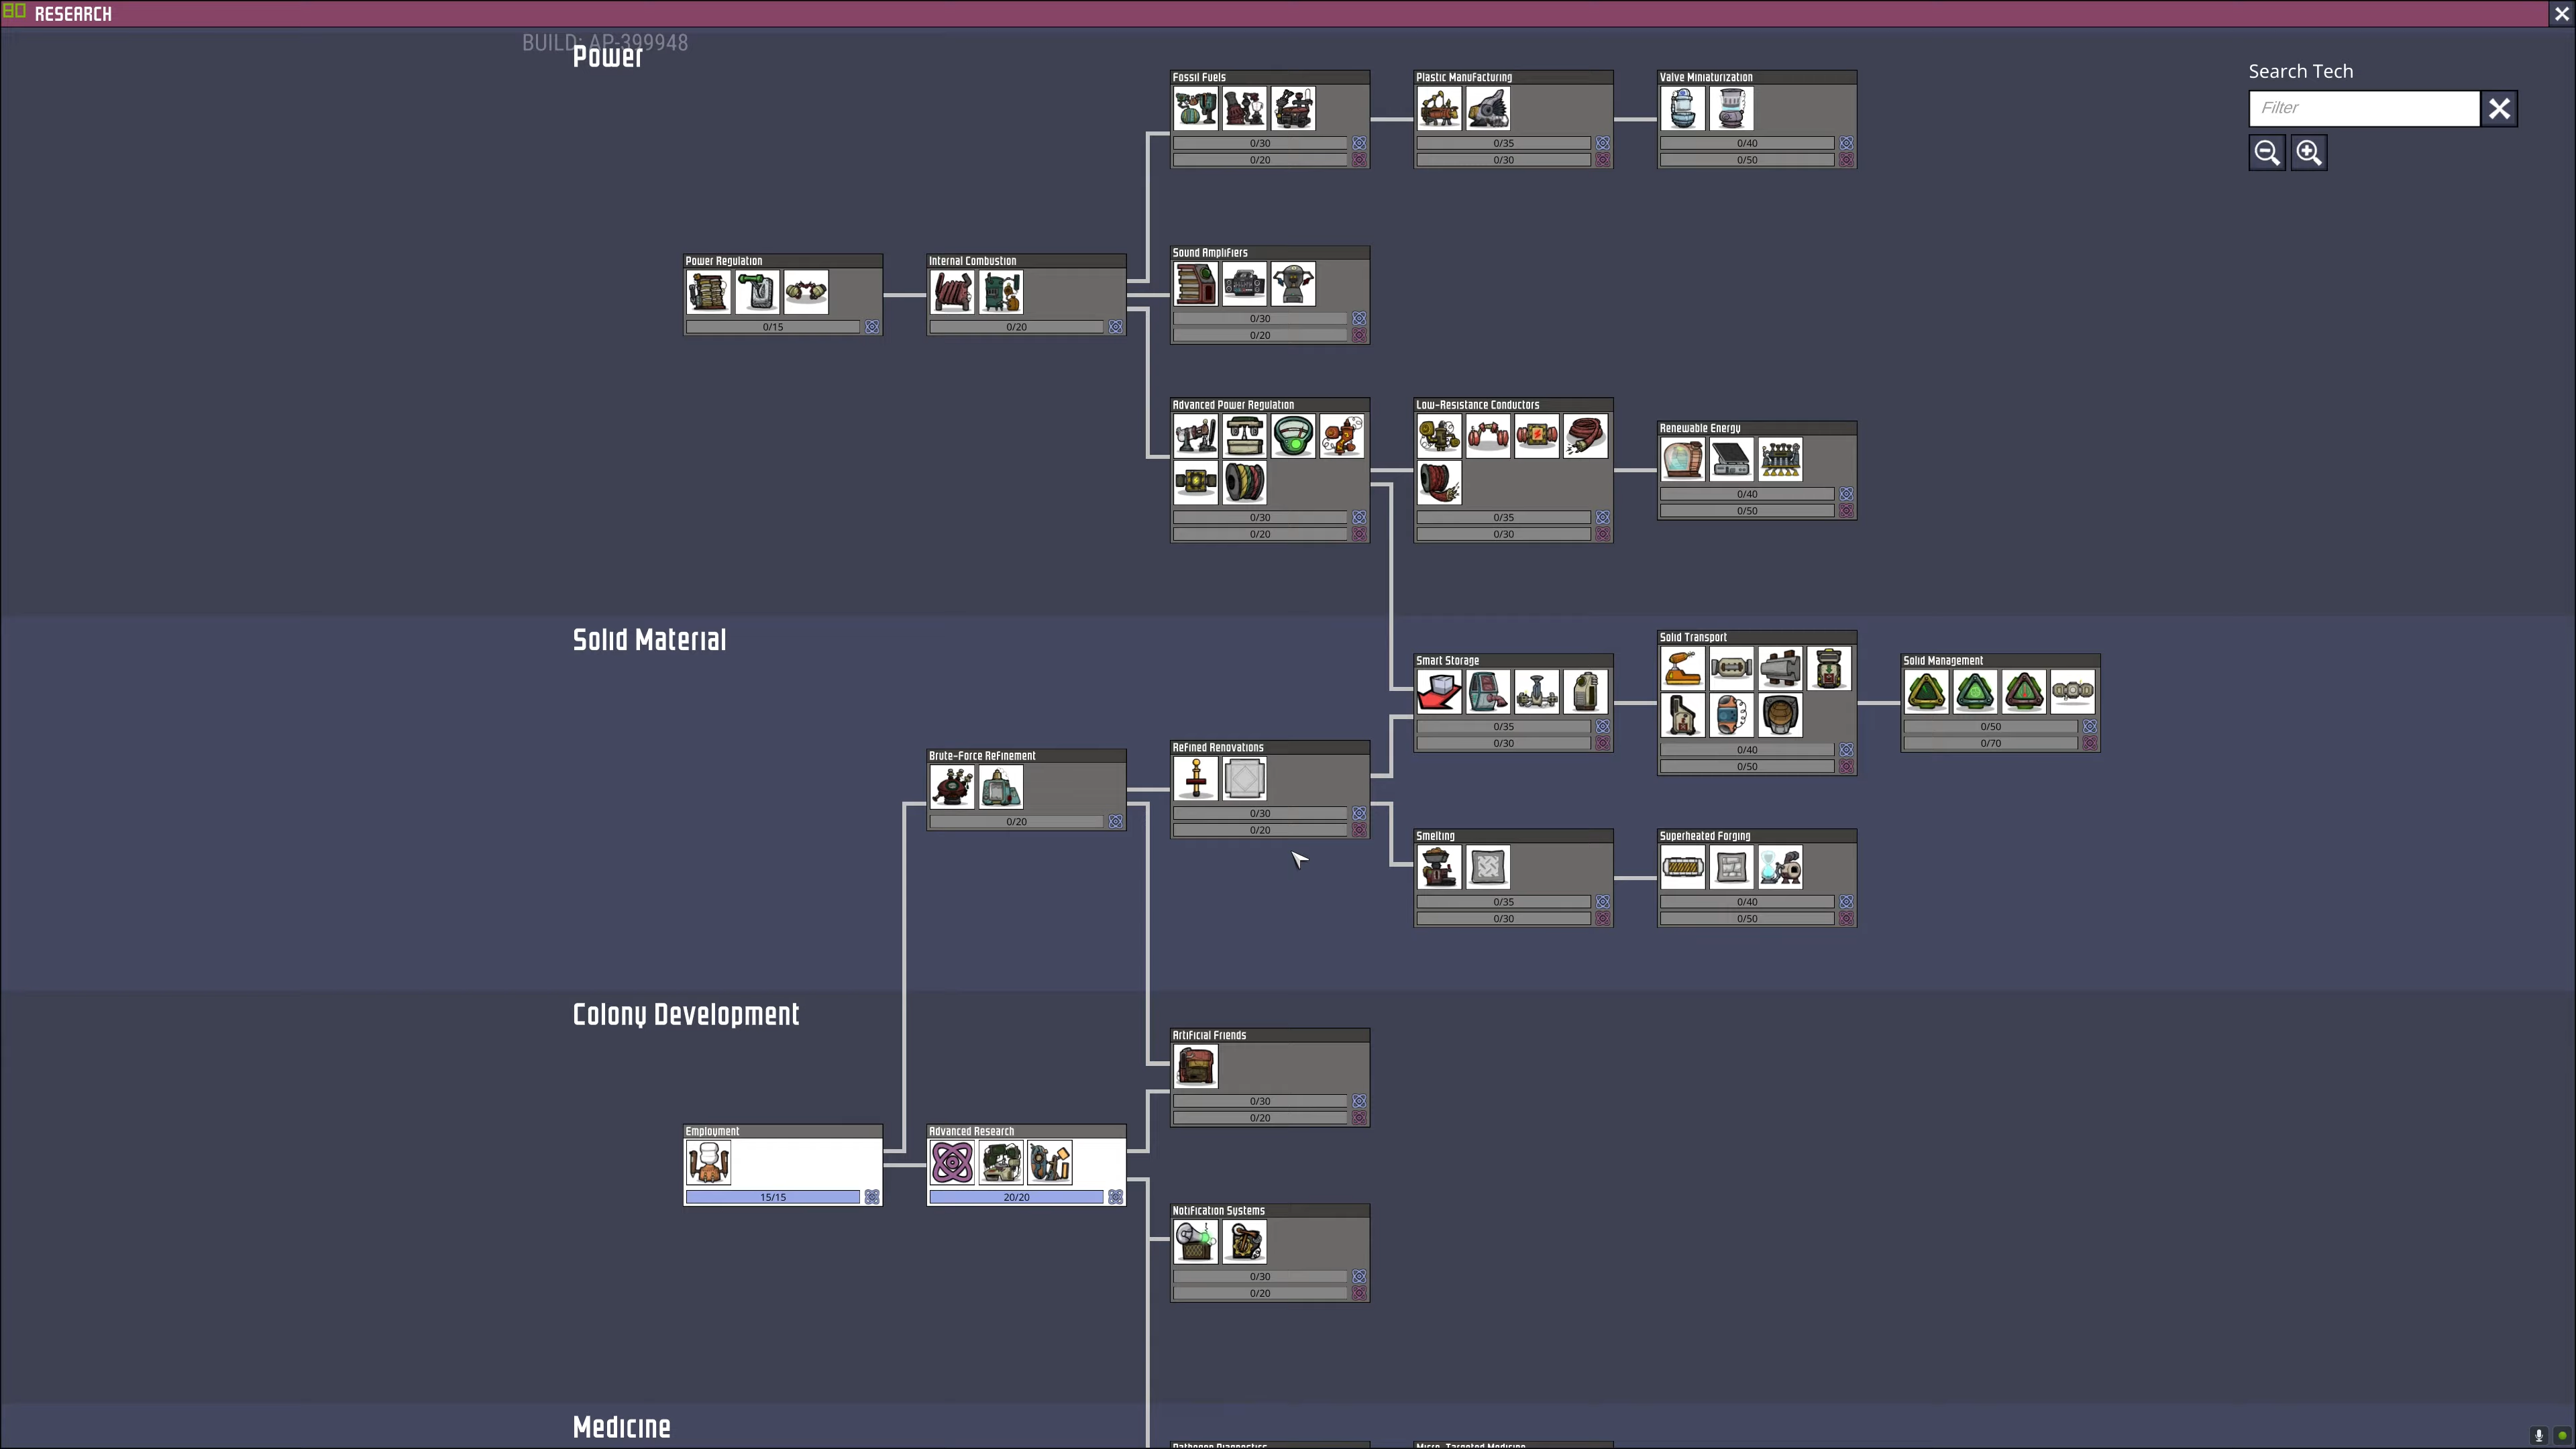 RESEARCH
BUILD: AP-399948
Power
Search Tech
Filter
Fossil Fuels
0/30
0/20
Plastic Manufacturing
0/35
0/30
Valve Miniaturization
0/40
0/50
Power Regulation
0/15
Internal Combustion
0/20
Sound Amplifiers
0/30
0/20
Advanced Power Regulation
0/30
0/20
Low-Resistance Conductors
0/35
0/30
Renewable Energy
0/40
0/50
Solid Material
Brute-Force Refinement
0/20
Refined Renovations
0/30
0/20
Smart Storage
0/35
0/30
Solid Transport
0/40
0/50
Solid Management
0/50
0/70
Smelting
0/35
0/30
Superheated Forging
0/40
0/50
Colony Development
Employment
15/15
Advanced Research
20/20
Artificial Friends
0/30
0/20
Notification Systems
0/30
0/20
Medicine
Pathogen Diagnostics
Micro-Targeted Medicine